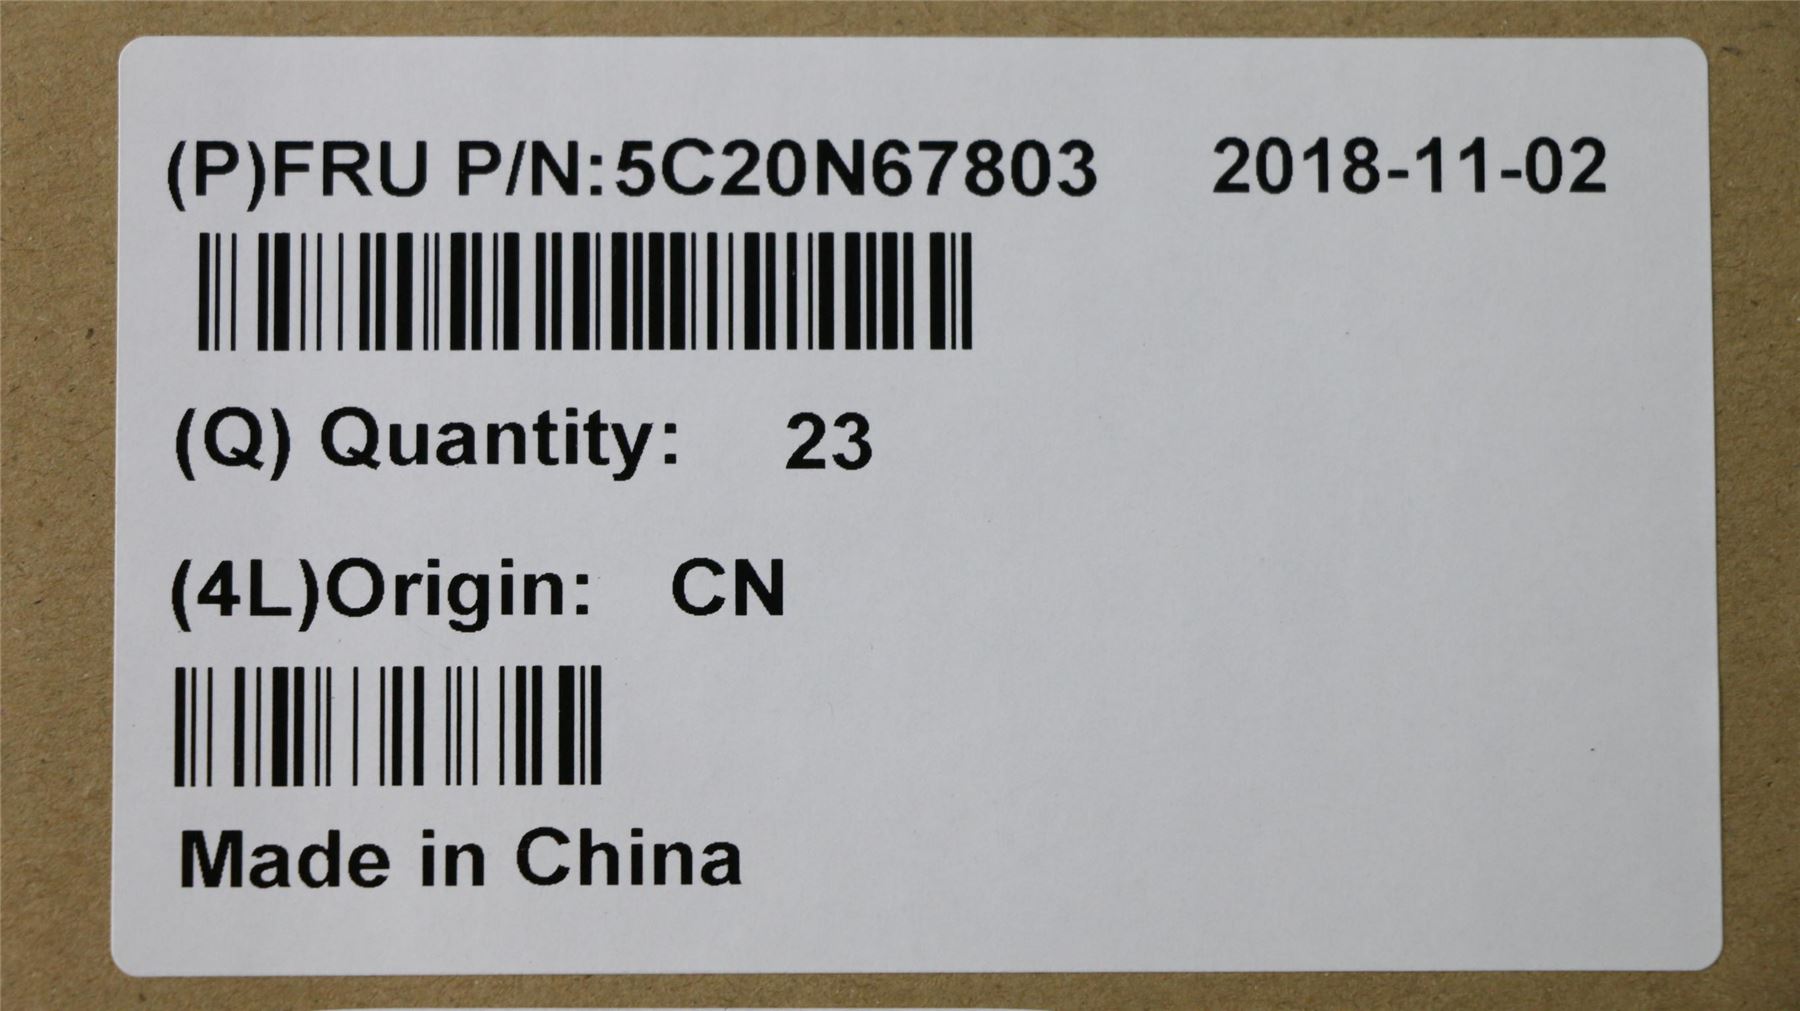 (P)FRU P/N:5C20N67803 2018-11-02
(Q) Quantity: 23
(4L)Origin: CN
Made in China